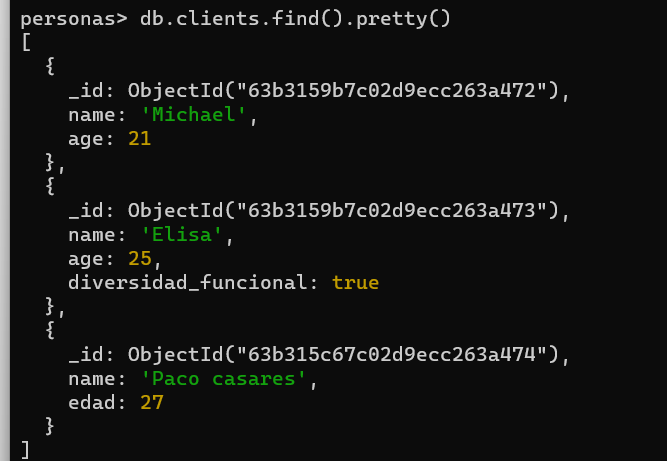 personas> db.clients.find().pretty()
[
  {
    _id: ObjectId("63b3159b7c02d9ecc263a472"),
    name: 'Michael',
    age: 21
  },
  {
    _id: ObjectId("63b3159b7c02d9ecc263a473"),
    name: 'Elisa',
    age: 25,
    diversidad_funcional: true
  },
  {
    _id: ObjectId("63b315c67c02d9ecc263a474"),
    name: 'Paco casares',
    edad: 27
  }
]